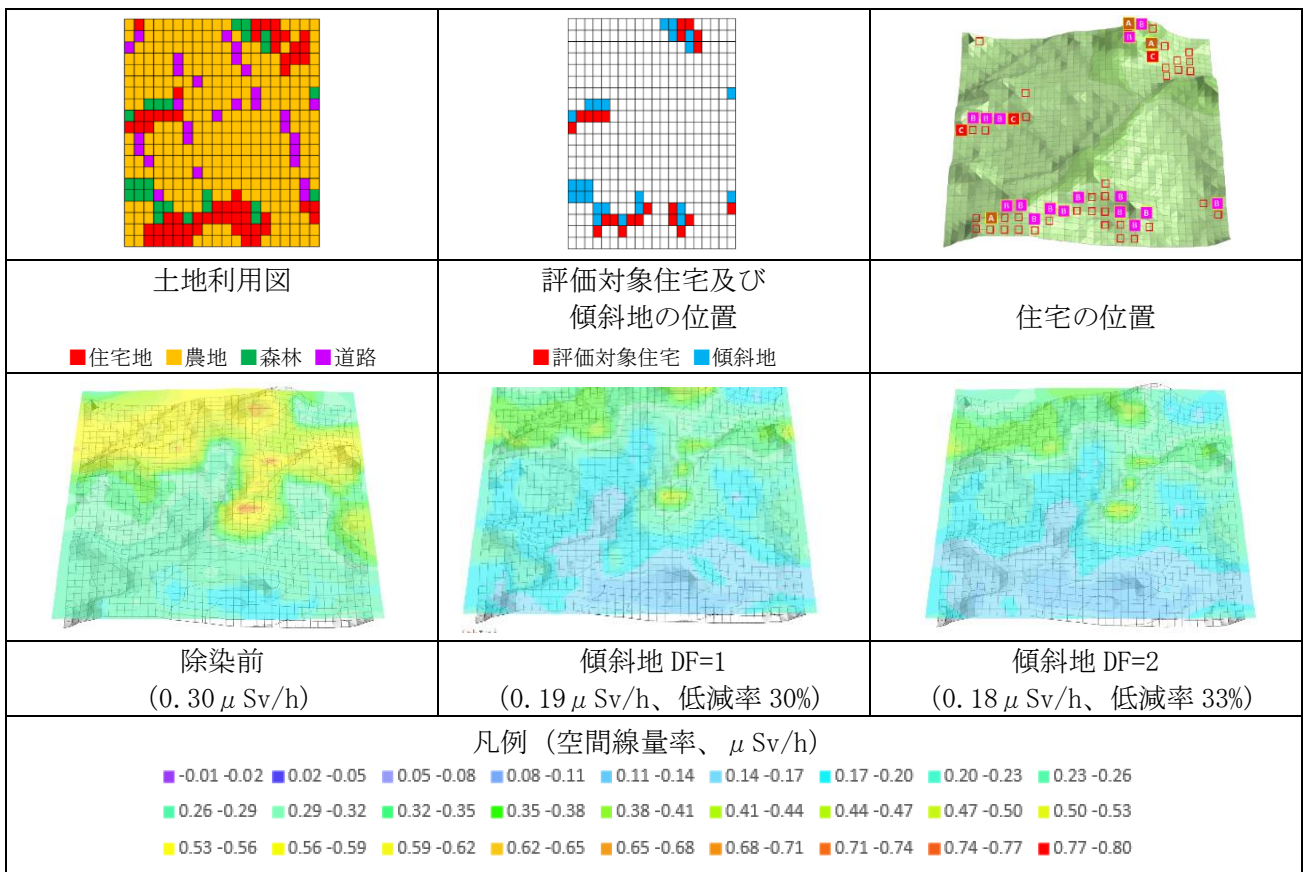 土地利用図
■住宅地 ■農地 ■森林 ■道路
評価対象住宅及び
傾斜地の位置
■評価対象住宅 ■傾斜地
A B
B
A
C
B B B C
C
B
B B B
A B B B B
B B
住宅の位置
除染前
(0.30μSv/h)
傾斜地 DF=1
(0.19μSv/h、低減率 30%)
傾斜地 DF=2
(0.18μSv/h、低減率 33%)
凡例 (空間線量率、μSv/h)
■-0.01 -0.02 ■0.02 -0.05 ■0.05 -0.08 ■0.08 -0.11 ■0.11 -0.14 ■0.14 -0.17 ■0.17 -0.20 ■0.20 -0.23 ■0.23 -0.26
■0.26 -0.29 ■0.29 -0.32 ■0.32 -0.35 ■0.35 -0.38 ■0.38 -0.41 ■0.41 -0.44 ■0.44 -0.47 ■0.47 -0.50 ■0.50 -0.53
■0.53 -0.56 ■0.56 -0.59 ■0.59 -0.62 ■0.62 -0.65 ■0.65 -0.68 ■0.68 -0.71 ■0.71 -0.74 ■0.74 -0.77 ■0.77 -0.80